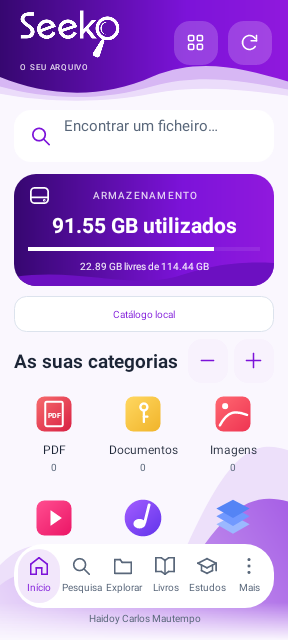 Seeko
O SEU ARQUIVO
Encontrar um ficheiro...
ARMAZENAMENTO
91.55 GB utilizados
22.89 GB livres de 114.44 GB
Catálogo local
As suas categorias
PDF
PDF Documentos Imagens
0 0 0
Início Pesquisa Explorar Livros Estudos Mais
Haidoy Carlos Mautempo